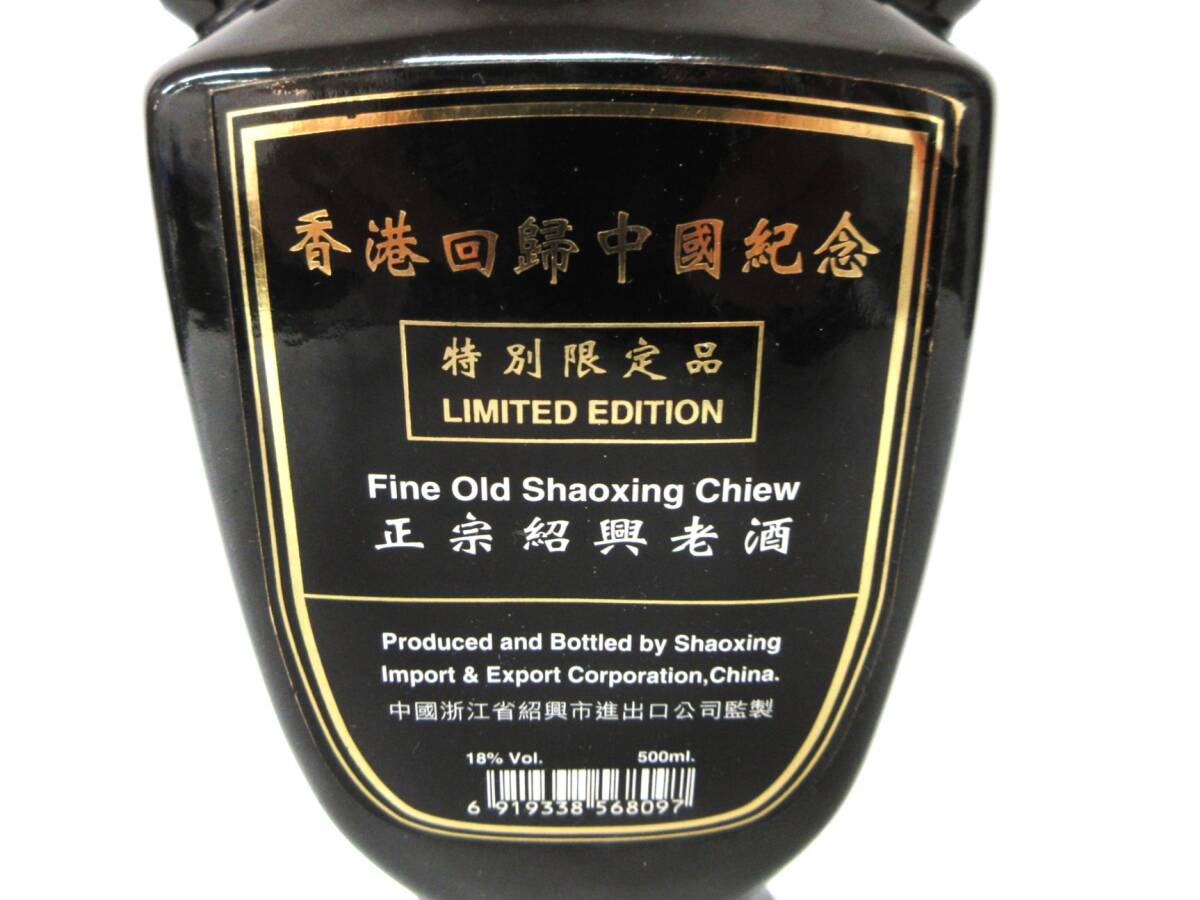 香港回歸中國紀念
特別限定品
LIMITED EDITION
Fine Old Shaoxing Chiew
正宗紹興老酒
Produced and Bottled by Shaoxing
Import & Export Corporation,China.
中國浙江省紹興市進出口公司監製
18% Vol. 500ml.
6 919338 568097